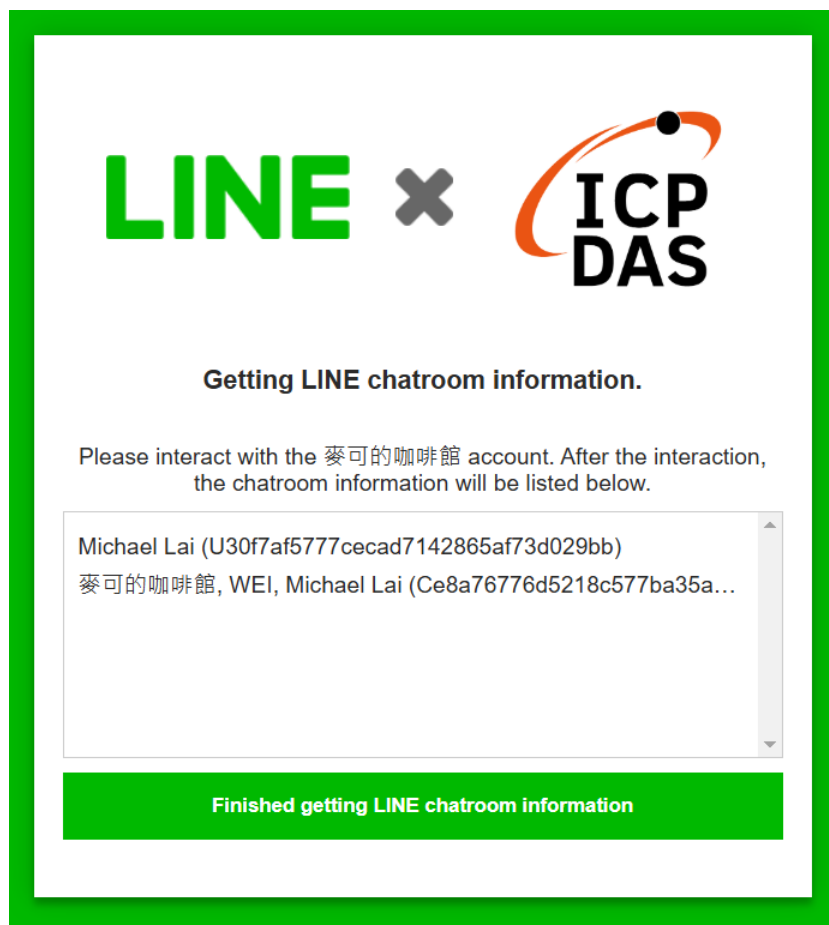 LINE × ICP DAS
Getting LINE chatroom information.
Please interact with the 麥可的咖啡館 account. After the interaction,
the chatroom information will be listed below.
Michael Lai (U30f7af5777cecad7142865af73d029bb)
麥可的咖啡館, WEI, Michael Lai (Ce8a76776d5218c577ba35a…
Finished getting LINE chatroom information